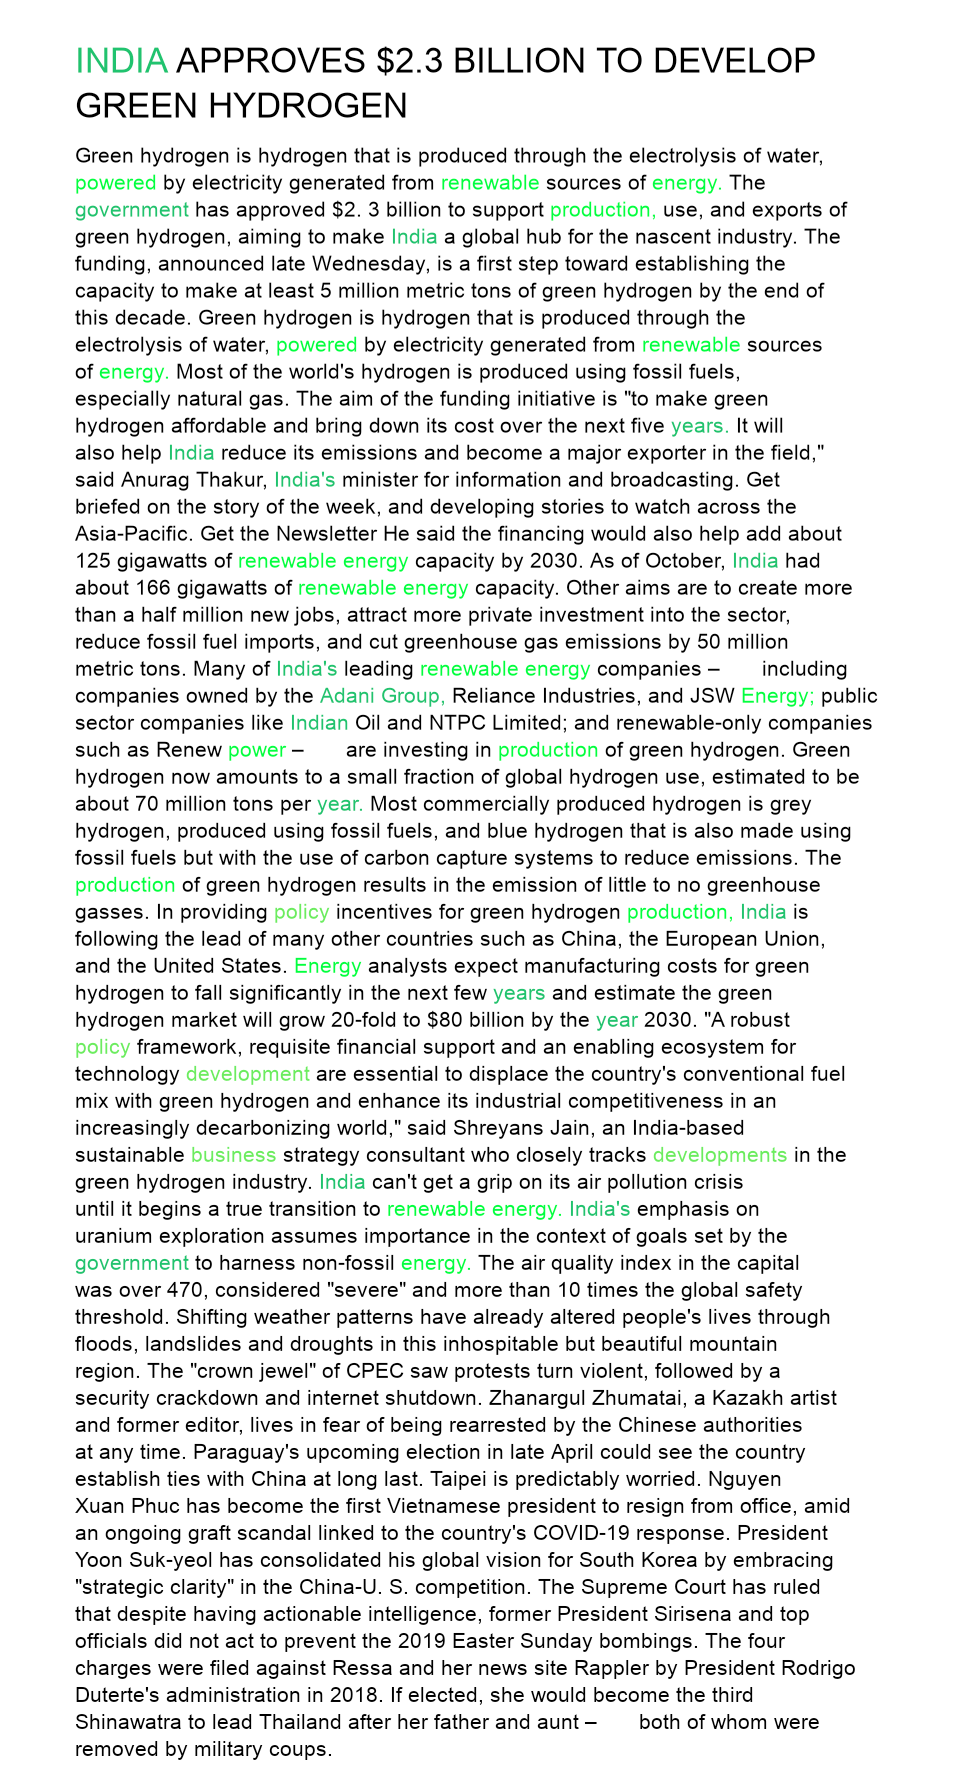 INDIA APPROVES $2.3 BILLION TO DEVELOP
GREEN HYDROGEN
Green hydrogen is hydrogen that is produced through the electrolysis of water,
powered by electricity generated from renewable sources of energy. The
government has approved $2. 3 billion to support production, use, and exports of
green hydrogen, aiming to make India a global hub for the nascent industry. The
funding, announced late Wednesday, is a first step toward establishing the
capacity to make at least 5 million metric tons of green hydrogen by the end of
this decade. Green hydrogen is hydrogen that is produced through the
electrolysis of water, powered by electricity generated from renewable sources
of energy. Most of the world's hydrogen is produced using fossil fuels,
especially natural gas. The aim of the funding initiative is "to make green
hydrogen affordable and bring down its cost over the next five years. It will
also help India reduce its emissions and become a major exporter in the field,"
said Anurag Thakur, India's minister for information and broadcasting. Get
briefed on the story of the week, and developing stories to watch across the
Asia-Pacific. Get the Newsletter He said the financing would also help add about
125 gigawatts of renewable energy capacity by 2030. As of October, India had
about 166 gigawatts of renewable energy capacity. Other aims are to create more
than a half million new jobs, attract more private investment into the sector,
reduce fossil fuel imports, and cut greenhouse gas emissions by 50 million
metric tons. Many of India's leading renewable energy companies – including
companies owned by the Adani Group, Reliance Industries, and JSW Energy; public
sector companies like Indian Oil and NTPC Limited; and renewable-only companies
such as Renew power – are investing in production of green hydrogen. Green
hydrogen now amounts to a small fraction of global hydrogen use, estimated to be
about 70 million tons per year. Most commercially produced hydrogen is grey
hydrogen, produced using fossil fuels, and blue hydrogen that is also made using
fossil fuels but with the use of carbon capture systems to reduce emissions. The
production of green hydrogen results in the emission of little to no greenhouse
gasses. In providing policy incentives for green hydrogen production, India is
following the lead of many other countries such as China, the European Union,
and the United States. Energy analysts expect manufacturing costs for green
hydrogen to fall significantly in the next few years and estimate the green
hydrogen market will grow 20-fold to $80 billion by the year 2030. "A robust
policy framework, requisite financial support and an enabling ecosystem for
technology development are essential to displace the country's conventional fuel
mix with green hydrogen and enhance its industrial competitiveness in an
increasingly decarbonizing world," said Shreyans Jain, an India-based
sustainable business strategy consultant who closely tracks developments in the
green hydrogen industry. India can't get a grip on its air pollution crisis
until it begins a true transition to renewable energy. India's emphasis on
uranium exploration assumes importance in the context of goals set by the
government to harness non-fossil energy. The air quality index in the capital
was over 470, considered "severe" and more than 10 times the global safety
threshold. Shifting weather patterns have already altered people's lives through
floods, landslides and droughts in this inhospitable but beautiful mountain
region. The "crown jewel" of CPEC saw protests turn violent, followed by a
security crackdown and internet shutdown. Zhanargul Zhumatai, a Kazakh artist
and former editor, lives in fear of being rearrested by the Chinese authorities
at any time. Paraguay's upcoming election in late April could see the country
establish ties with China at long last. Taipei is predictably worried. Nguyen
Xuan Phuc has become the first Vietnamese president to resign from office, amid
an ongoing graft scandal linked to the country's COVID-19 response. President
Yoon Suk-yeol has consolidated his global vision for South Korea by embracing
"strategic clarity" in the China-U. S. competition. The Supreme Court has ruled
that despite having actionable intelligence, former President Sirisena and top
officials did not act to prevent the 2019 Easter Sunday bombings. The four
charges were filed against Ressa and her news site Rappler by President Rodrigo
Duterte's administration in 2018. If elected, she would become the third
Shinawatra to lead Thailand after her father and aunt – both of whom were
removed by military coups.